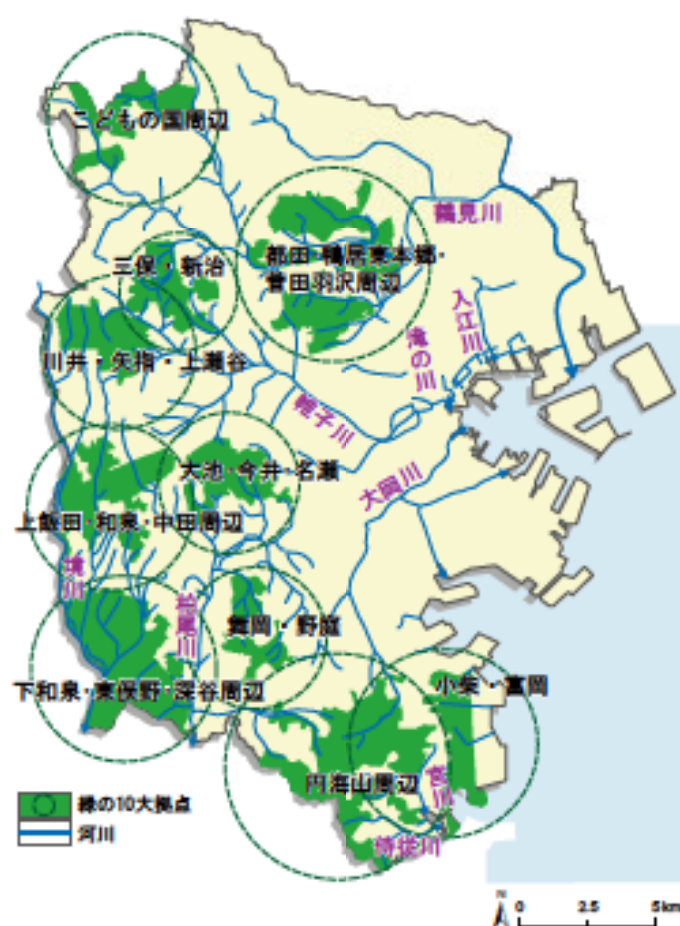 こどもの国周辺
鶴見川
都田・鴨居東本郷・
菅田羽沢周辺
三保・新治
入江川
滝の川
川井・矢指・上瀬谷
帷子川
大池・今井・名瀬
大岡川
上飯田・和泉・中田周辺
境川
柏尾川
舞岡・野庭
下和泉・東俣野・深谷周辺
小柴・富岡
円海山周辺
宮川
侍従川
緑の10大拠点
河川
N
0 2.5 5km